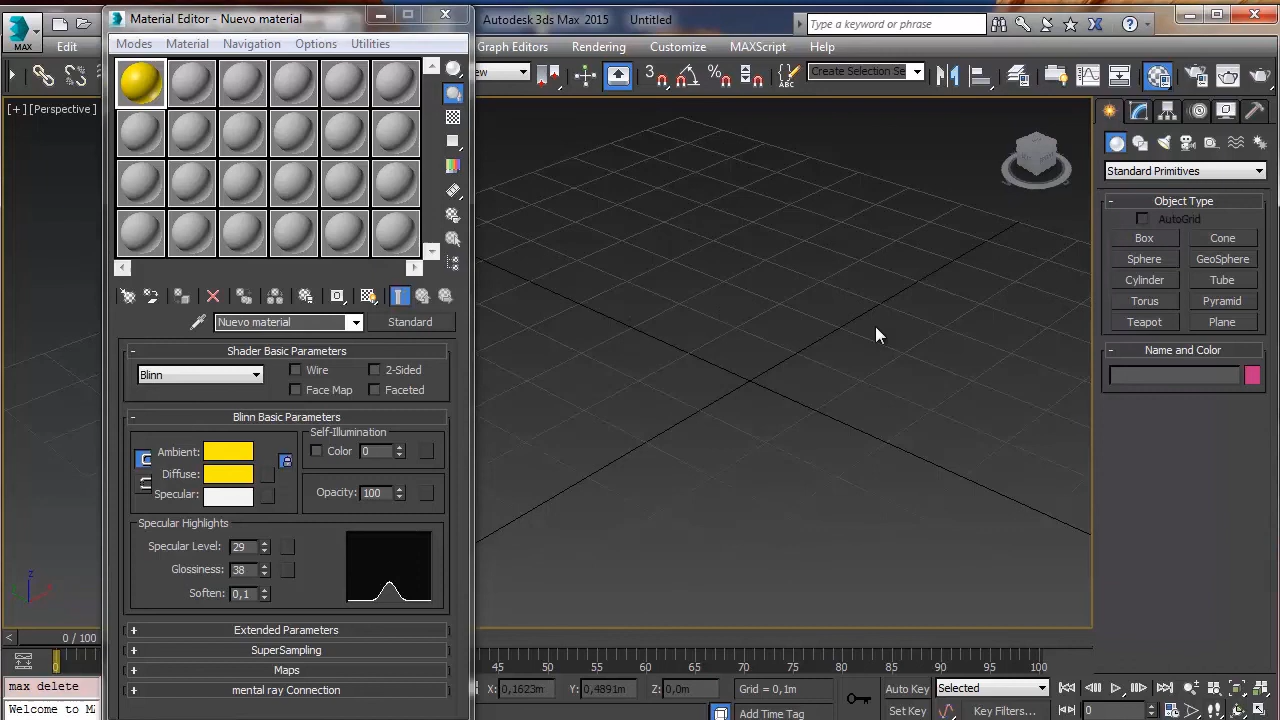 Material Editor - Nuevo material
Autodesk 3ds Max 2015
Untitled
Type a keyword or phrase
MAX
Edit
Modes
Material
Navigation
Options
Utilities
Graph Editors
Rendering
Customize
MAXScript
Help
Create Selection Se
[+][Perspective]
Standard Primitives
Object Type
AutoGrid
Box
Cone
Sphere
GeoSphere
Cylinder
Tube
Torus
Pyramid
Teapot
Plane
Name and Color
Nuevo material
Standard
Shader Basic Parameters
Blinn
Wire
2-Sided
Face Map
Faceted
Blinn Basic Parameters
Ambient:
Diffuse:
Specular:
Self-Illumination
Color
0
Opacity:
100
Specular Highlights
Specular Level:
29
Glossiness:
38
Soften:
0,1
Extended Parameters
SuperSampling
Maps
mental ray Connection
0 / 100
0
45
50
55
60
65
70
75
80
85
90
95
100
max delete
Welcome to MA
X:
0,1623m
Y:
0,4891m
Z:
0,0m
Grid = 0,1m
Add Time Tag
Auto Key
Selected
Set Key
Key Filters...
0